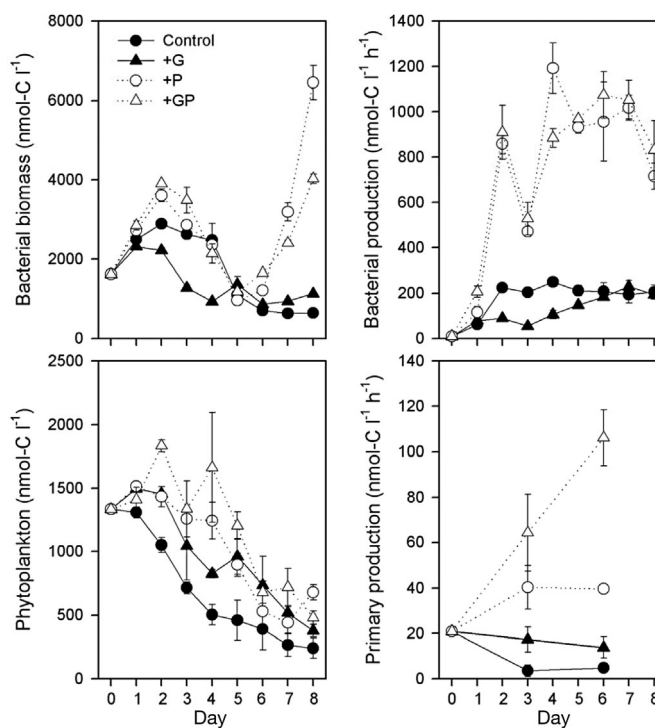 8000
6000
4000
2000
0
Bacterial biomass (nmol-C l⁻¹)
Control
+G
+P
+GP
1400
1200
1000
800
600
400
200
0
Bacterial production (nmol-C l⁻¹ h⁻¹)
2500
2000
1500
1000
500
0
Phytoplankton (nmol-C l⁻¹)
0 1 2 3 4 5 6 7 8
Day
140
120
100
80
60
40
20
0
Primary production (nmol-C l⁻¹ h⁻¹)
0 1 2 3 4 5 6 7 8
Day